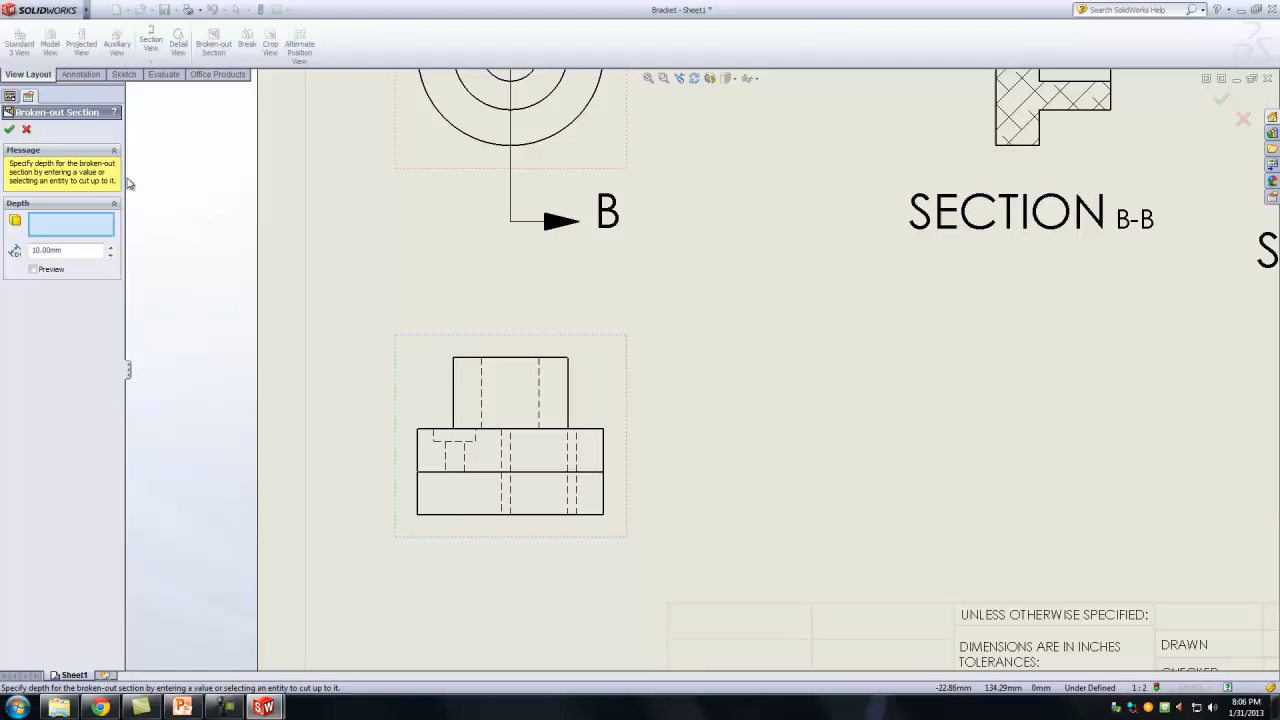 SOLIDWORKS
Bracket - Sheet1 *
Search SolidWorks Help
Standard 3 View
Model View
Projected View
Auxiliary View
Section View
Detail View
Broken-out Section
Break
Crop View
Alternate Position View
View Layout
Annotation
Sketch
Evaluate
Office Products
Broken-out Section
?
Message
Specify depth for the broken-out
section by entering a value or
selecting an entity to cut up to it.
Depth
10.00mm
Preview
B
SECTION B-B
S
UNLESS OTHERWISE SPECIFIED:
DIMENSIONS ARE IN INCHES
TOLERANCES:
DRAWN
CHECKED
Sheet1
Specify depth for the broken-out section by entering a value or selecting an entity to cut up to it.
-22.86mm
134.29mm
0mm
Under Defined
1 : 2
8:06 PM
1/31/2013